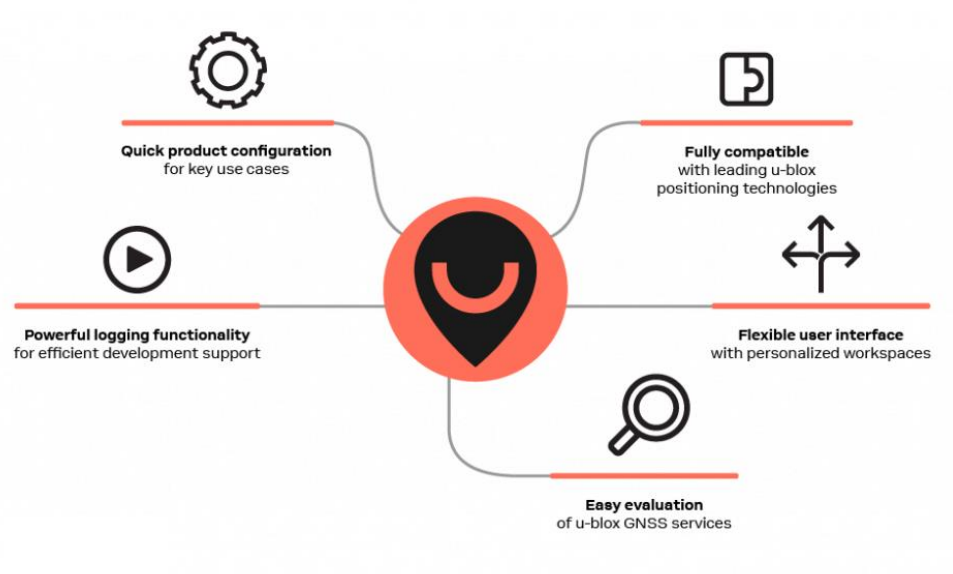 Quick product configuration
for key use cases
Fully compatible
with leading u-blox
positioning technologies
Powerful logging functionality
for efficient development support
Flexible user interface
with personalized workspaces
Easy evaluation
of u-blox GNSS services